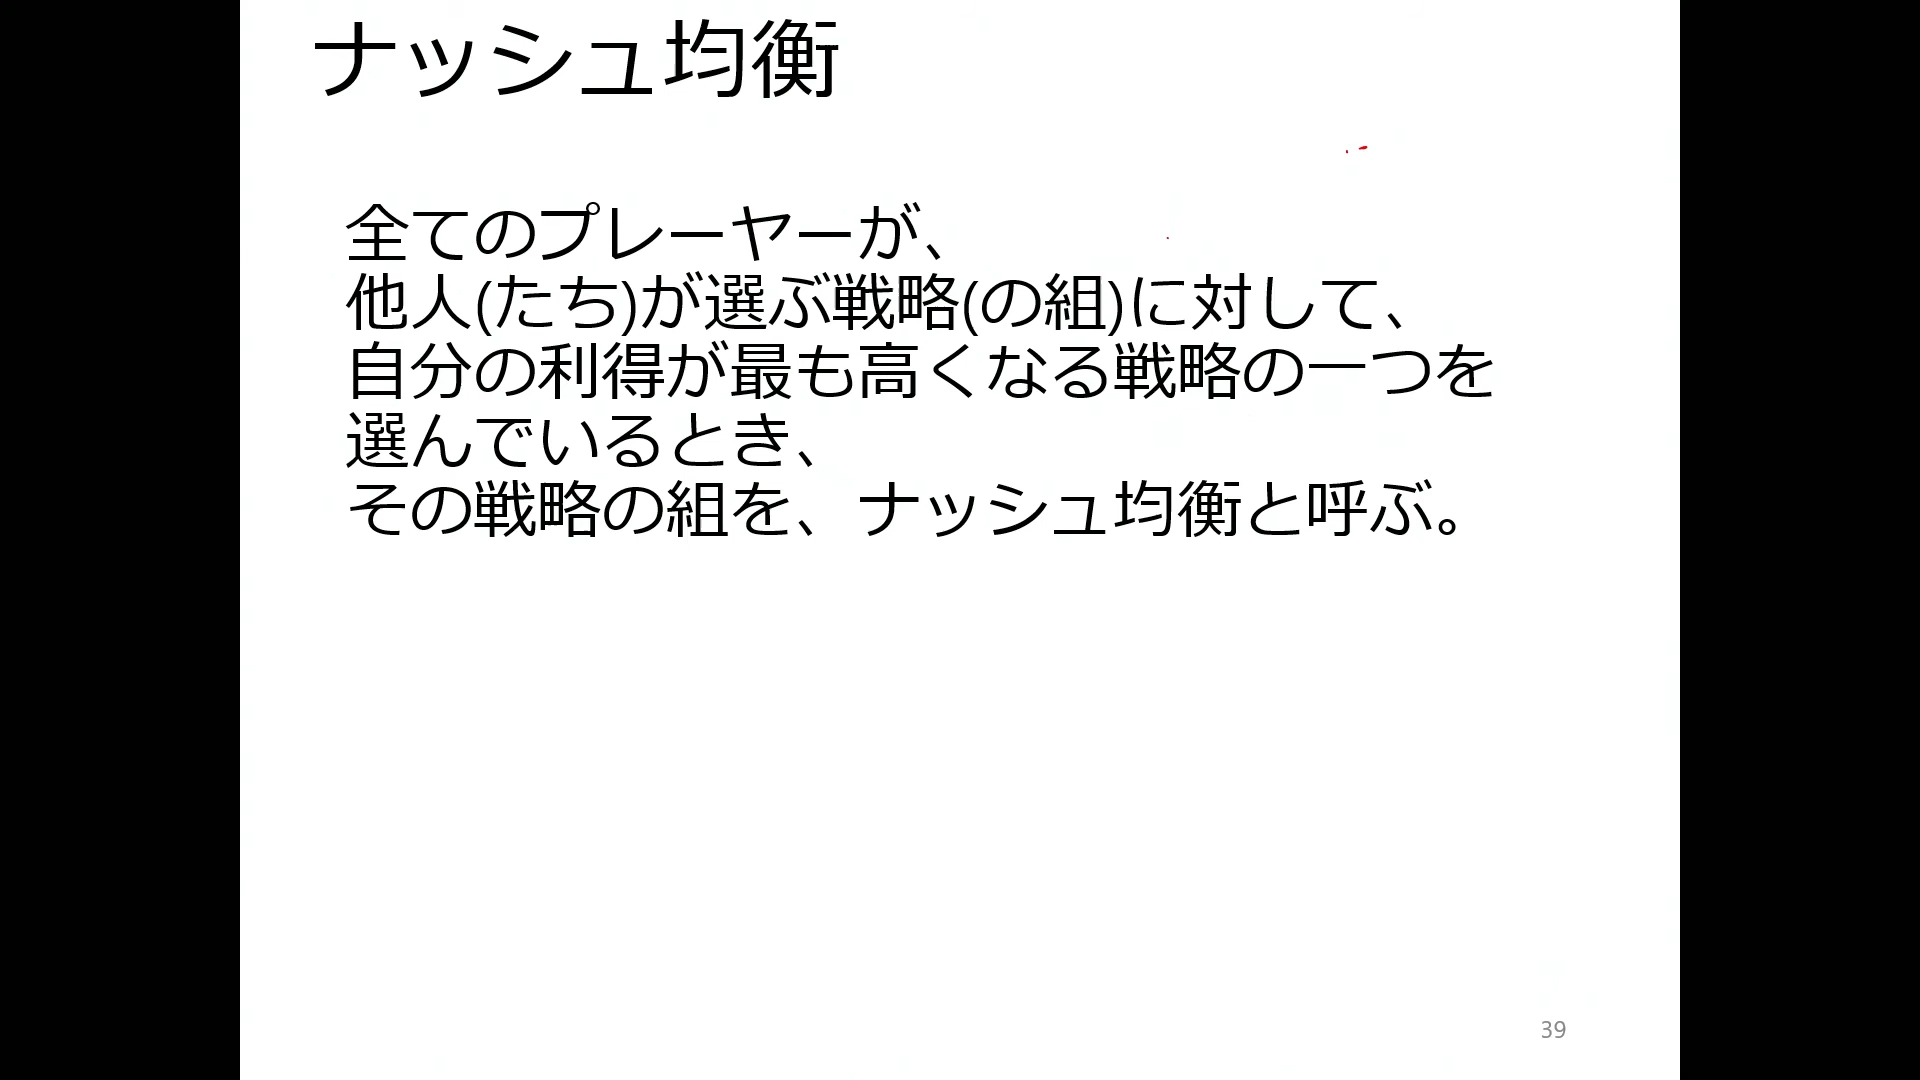 ナッシュ均衡
全てのプレーヤーが、
他人(たち)が選ぶ戦略(の組)に対して、
自分の利得が最も高くなる戦略の一つを
選んでいるとき、
その戦略の組を、ナッシュ均衡と呼ぶ。
39